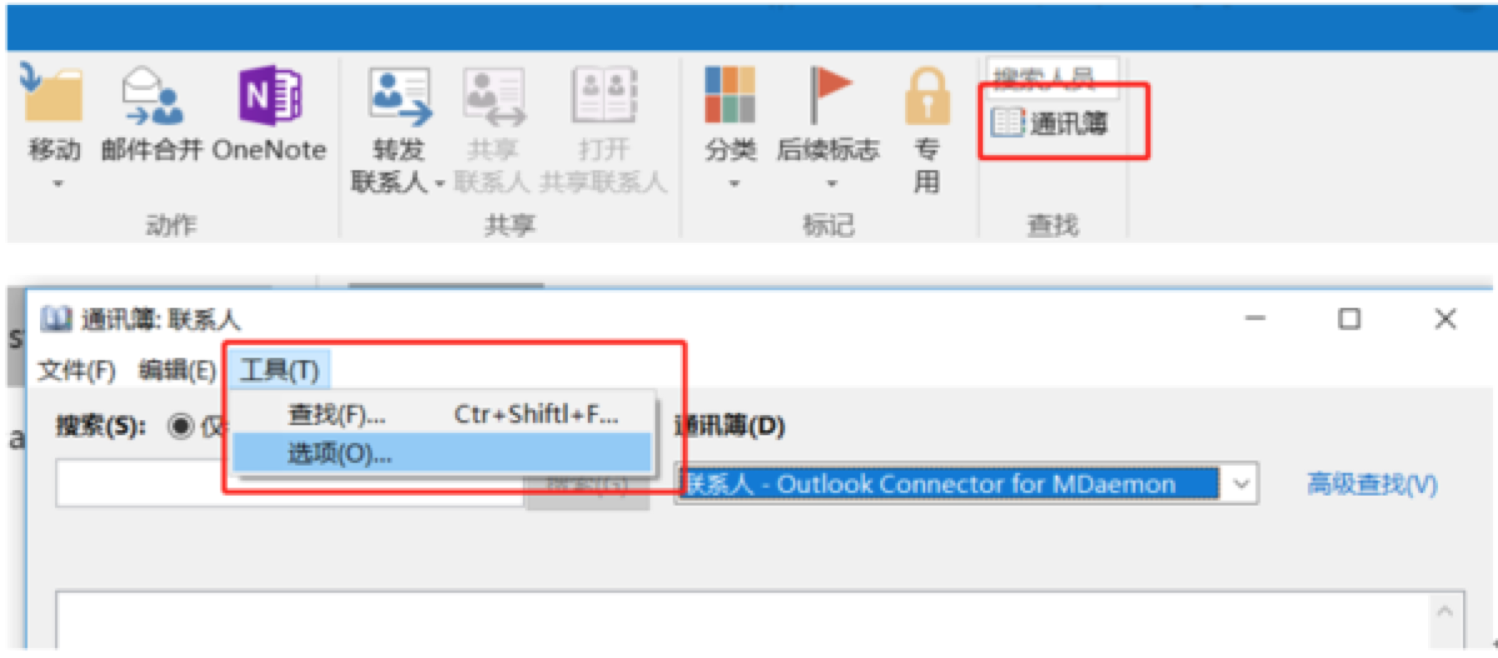 搜索人员
通讯簿
移动 邮件合并 OneNote 转发 共享 打开 分类 后续标志 专
联系人 联系人 共享联系人 用
动作 共享 标记 查找
通讯簿: 联系人
s
文件(F) 编辑(E) 工具(T)
查找(F)... Ctr+Shiftl+F...
搜索(S): 仅 通讯簿(D)
a
选项(O)...
搜索(G) 联系人 - Outlook Connector for MDaemon 高级查找(V)